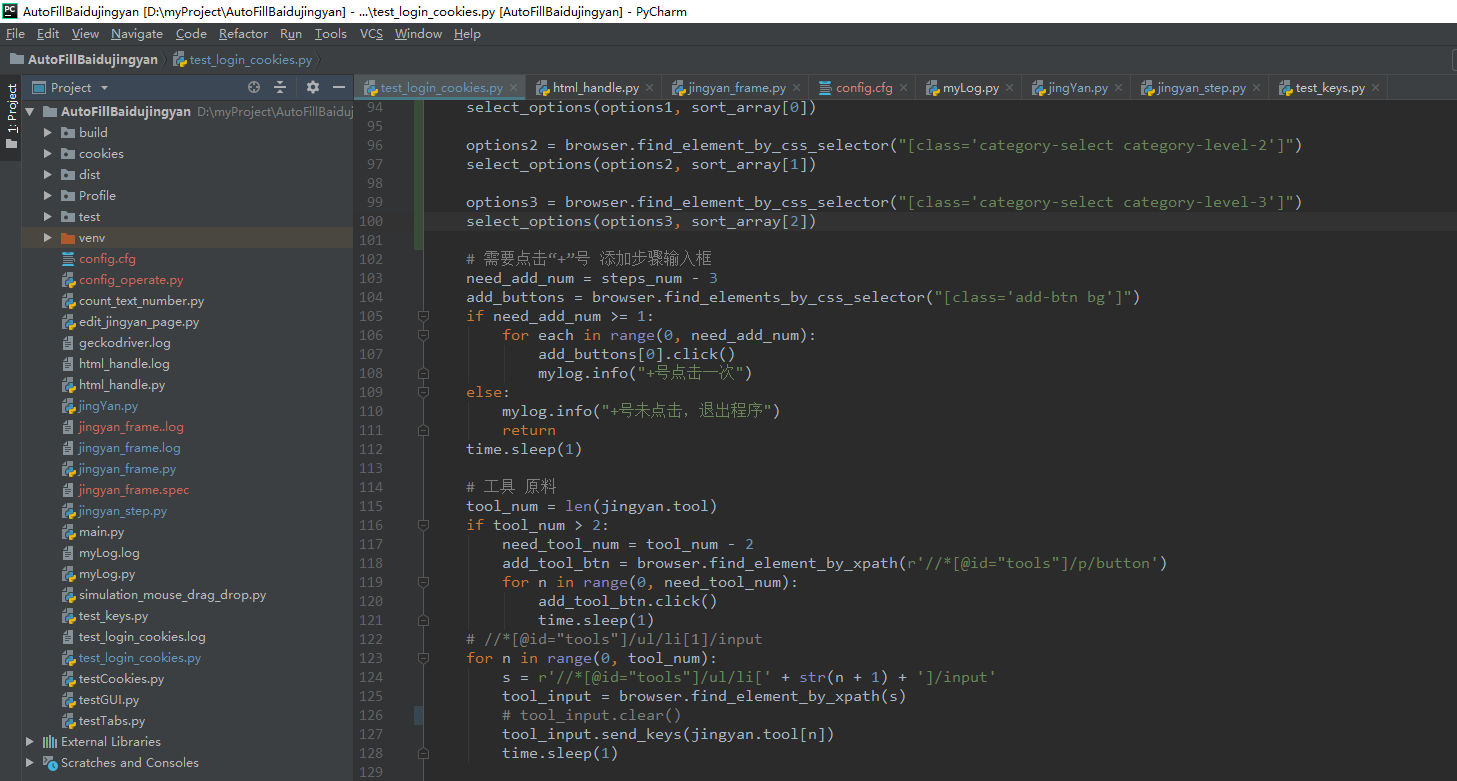 AutoFillBaidujingyan [D:\myProject\AutoFillBaidujingyan] - ...\test_login_cookies.py [AutoFillBaidujingyan] - PyCharm
File Edit View Navigate Code Refactor Run Tools VCS Window Help
AutoFillBaidujingyan test_login_cookies.py
1: Project
Project
AutoFillBaidujingyan D:\myProject\AutoFillBaiduj
build
cookies
dist
Profile
test
venv
config.cfg
config_operate.py
count_text_number.py
edit_jingyan_page.py
geckodriver.log
html_handle.log
html_handle.py
jingYan.py
jingyan_frame..log
jingyan_frame.log
jingyan_frame.py
jingyan_frame.spec
jingyan_step.py
main.py
myLog.log
myLog.py
simulation_mouse_drag_drop.py
test_keys.py
test_login_cookies.log
test_login_cookies.py
testCookies.py
testGUI.py
testTabs.py
External Libraries
Scratches and Consoles
test_login_cookies.py html_handle.py jingyan_frame.py config.cfg myLog.py jingYan.py jingyan_step.py test_keys.py
94 select_options(options1, sort_array[0])
95
96 options2 = browser.find_element_by_css_selector("[class='category-select category-level-2']")
97 select_options(options2, sort_array[1])
98
99 options3 = browser.find_element_by_css_selector("[class='category-select category-level-3']")
100 select_options(options3, sort_array[2])
101
102 # 需要点击“+”号 添加步骤输入框
103 need_add_num = steps_num - 3
104 add_buttons = browser.find_elements_by_css_selector("[class='add-btn bg']")
105 if need_add_num >= 1:
106 for each in range(0, need_add_num):
107 add_buttons[0].click()
108 mylog.info("+号点击一次")
109 else:
110 mylog.info("+号未点击，退出程序")
111 return
112 time.sleep(1)
113
114 # 工具 原料
115 tool_num = len(jingyan.tool)
116 if tool_num > 2:
117 need_tool_num = tool_num - 2
118 add_tool_btn = browser.find_element_by_xpath(r'//*[@id="tools"]/p/button')
119 for n in range(0, need_tool_num):
120 add_tool_btn.click()
121 time.sleep(1)
122 # //*[@id="tools"]/ul/li[1]/input
123 for n in range(0, tool_num):
124 s = r'//*[@id="tools"]/ul/li[' + str(n + 1) + ']/input'
125 tool_input = browser.find_element_by_xpath(s)
126 # tool_input.clear()
127 tool_input.send_keys(jingyan.tool[n])
128 time.sleep(1)
129